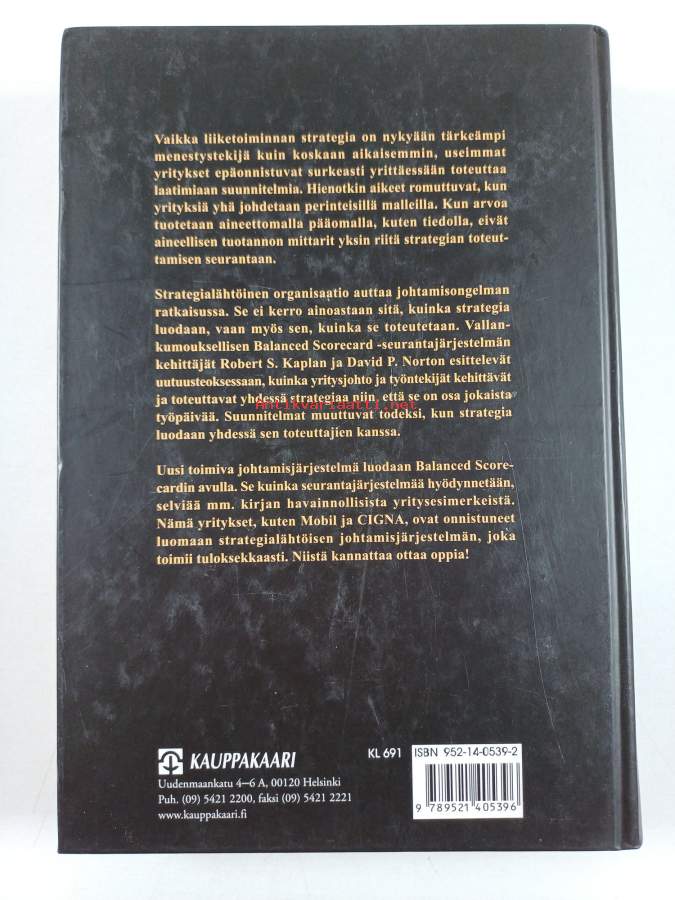 Vaikka liiketoiminnan strategia on nykyään tärkeämpi
menestystekijä kuin koskaan aikaisemmin, useimmat
yritykset epäonnistuvat surkeasti yrittäessään toteuttaa
laatimiaan suunnitelmia. Hienotkin aikeet romuttuvat, kun
yrityksiä yhä johdetaan perinteisillä malleilla. Kun arvoa
tuotetaan aineettomalla pääomalla, kuten tiedolla, eivät
aineellisen tuotannon mittarit yksin riitä strategian toteut-
tamisen seurantaan.
Strategialähtöinen organisaatio auttaa johtamisongelman
ratkaisussa. Se ei kerro ainoastaan sitä, kuinka strategia
luodaan, vaan myös sen, kuinka se toteutetaan. Vallan-
kumouksellisen Balanced Scorecard -seurantajärjestelmän
kehittäjät Robert S. Kaplan ja David P. Norton esittelevät
uutuusteoksessaan, kuinka yritysjohto ja työntekijät kehittävät
ja toteuttavat yhdessä strategiaa niin, että se on osa jokaista
Antikvariaatti.net
työpäivää. Suunnitelmat muuttuvat todeksi, kun strategia
luodaan yhdessä sen toteuttajien kanssa.
Uusi toimiva johtamisjärjestelmä luodaan Balanced Score-
cardin avulla. Se kuinka seurantajärjestelmää hyödynnetään,
selviää mm. kirjan havainnollisista yritysesimerkeistä.
Nämä yritykset, kuten Mobil ja CIGNA, ovat onnistuneet
luomaan strategialähtöisen johtamisjärjestelmän, joka
toimii tuloksekkaasti. Niistä kannattaa ottaa oppia!
KAUPPAKAARI
Uudenmaankatu 4–6 A, 00120 Helsinki
Puh. (09) 5421 2200, faksi (09) 5421 2221
www.kauppakaari.fi
KL 691
ISBN 952-14-0539-2
9 789521 405396